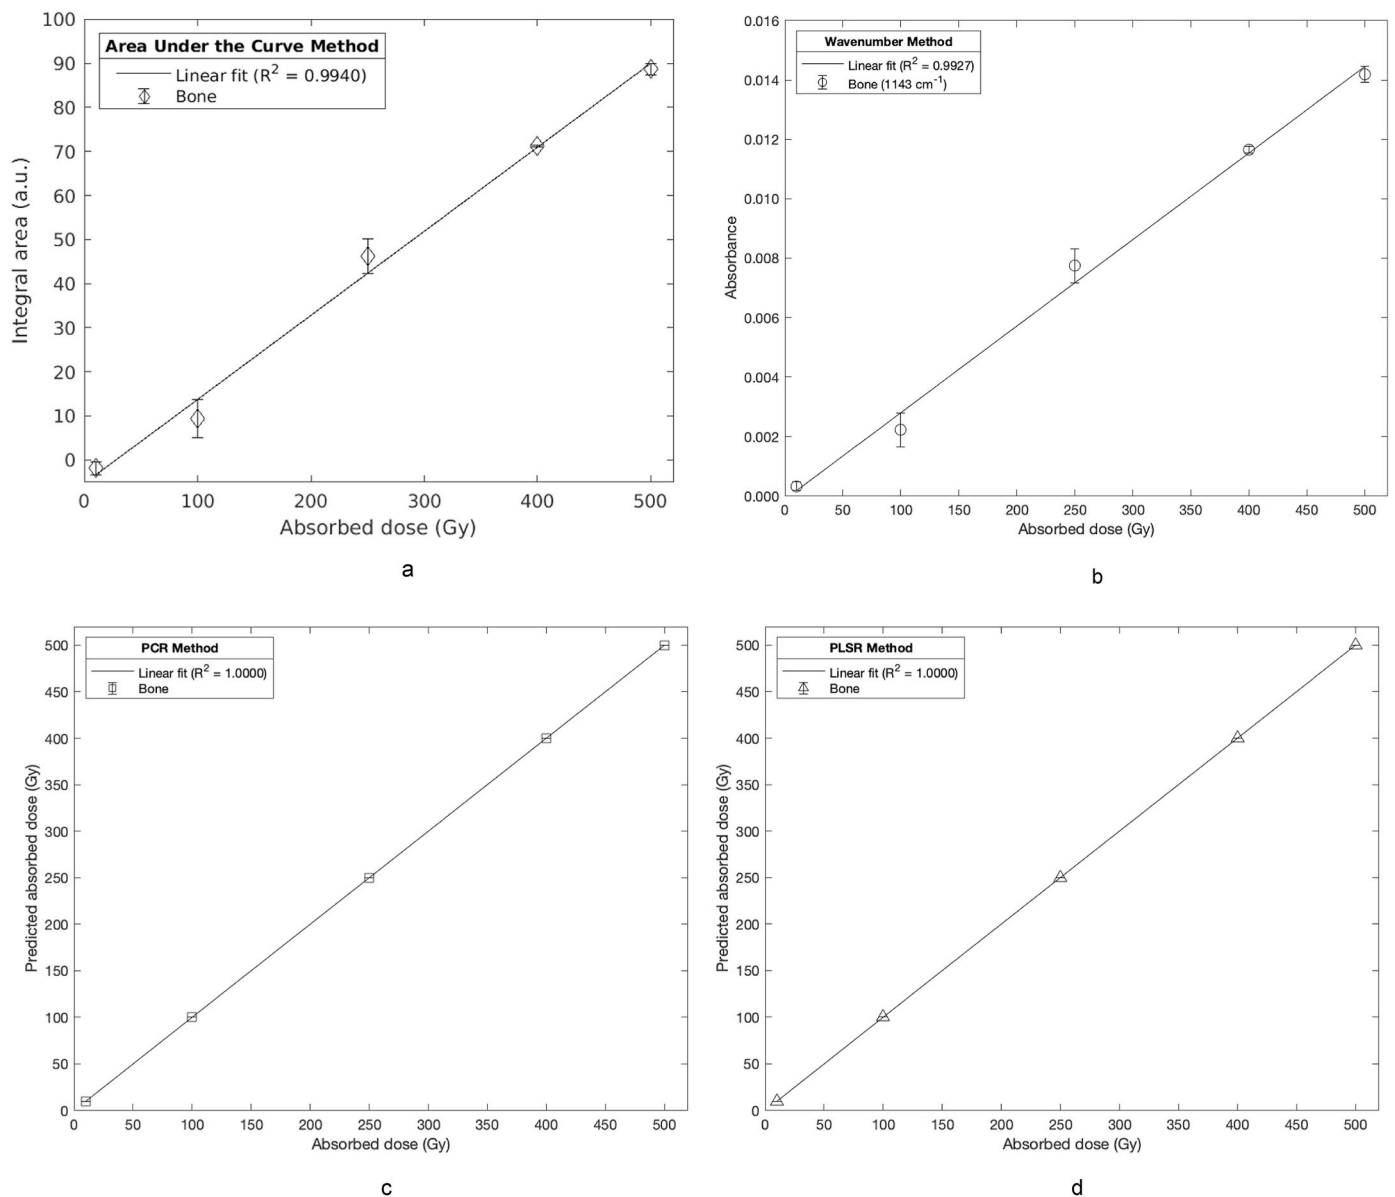 Area Under the Curve Method
Linear fit (R² = 0.9940)
Bone
100
90
80
70
60
50
40
30
20
10
0
Integral area (a.u.)
0 100 200 300 400 500
Absorbed dose (Gy)
a
Wavenumber Method
Linear fit (R² = 0.9927)
Bone (1143 cm⁻¹)
0.016
0.014
0.012
0.010
0.008
0.006
0.004
0.002
0.000
Absorbance
0 50 100 150 200 250 300 350 400 450 500
Absorbed dose (Gy)
b
PCR Method
Linear fit (R² = 1.0000)
Bone
500
450
400
350
300
250
200
150
100
50
0
Predicted absorbed dose (Gy)
0 50 100 150 200 250 300 350 400 450 500
Absorbed dose (Gy)
c
PLSR Method
Linear fit (R² = 1.0000)
Bone
500
450
400
350
300
250
200
150
100
50
0
Predicted absorbed dose (Gy)
0 50 100 150 200 250 300 350 400 450 500
Absorbed dose (Gy)
d